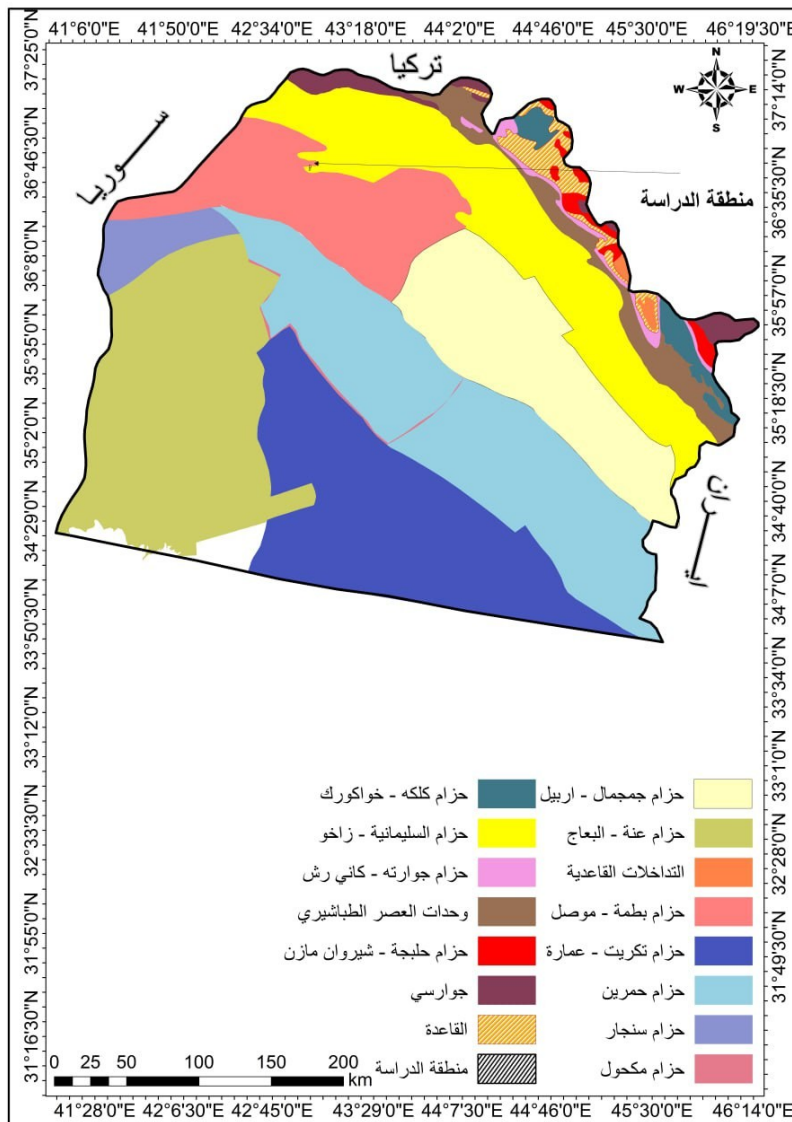 41°6'0"E 41°50'0"E 42°34'0"E 43°18'0"E 44°2'0"E 44°46'0"E 45°30'0"E 46°19'30"E
37°25'0"N
36°46'30"N
36°8'0"N
35°35'0"N
35°2'0"N
34°29'0"N
33°50'30"N
33°12'0"N
32°33'30"N
31°55'0"N
31°16'30"N
37°14'0"N
36°35'30"N
35°57'0"N
35°18'30"N
34°40'0"N
34°7'0"N
33°34'0"N
33°1'0"N
32°28'0"N
31°49'30"N
تركيا
سوريا
ايران
N
W E
S
منطقة الدراسة
حزام جمجمال - اربيل
حزام عنة - البعاج
التداخلات القاعدية
حزام بطمة - موصل
حزام تكريت - عمارة
حزام حمرين
حزام سنجار
حزام مكحول
حزام كلكه - خواكورك
حزام السليمانية - زاخو
حزام جوارته - كاني رش
وحدات العصر الطباشيري
حزام حلبجة - شيروان مازن
جوارسي
القاعدة
منطقة الدراسة
0 25 50 100 150 200
km
41°28'0"E 42°6'30"E 42°45'0"E 43°29'0"E 44°7'30"E 44°46'0"E 45°30'0"E 46°14'0"E